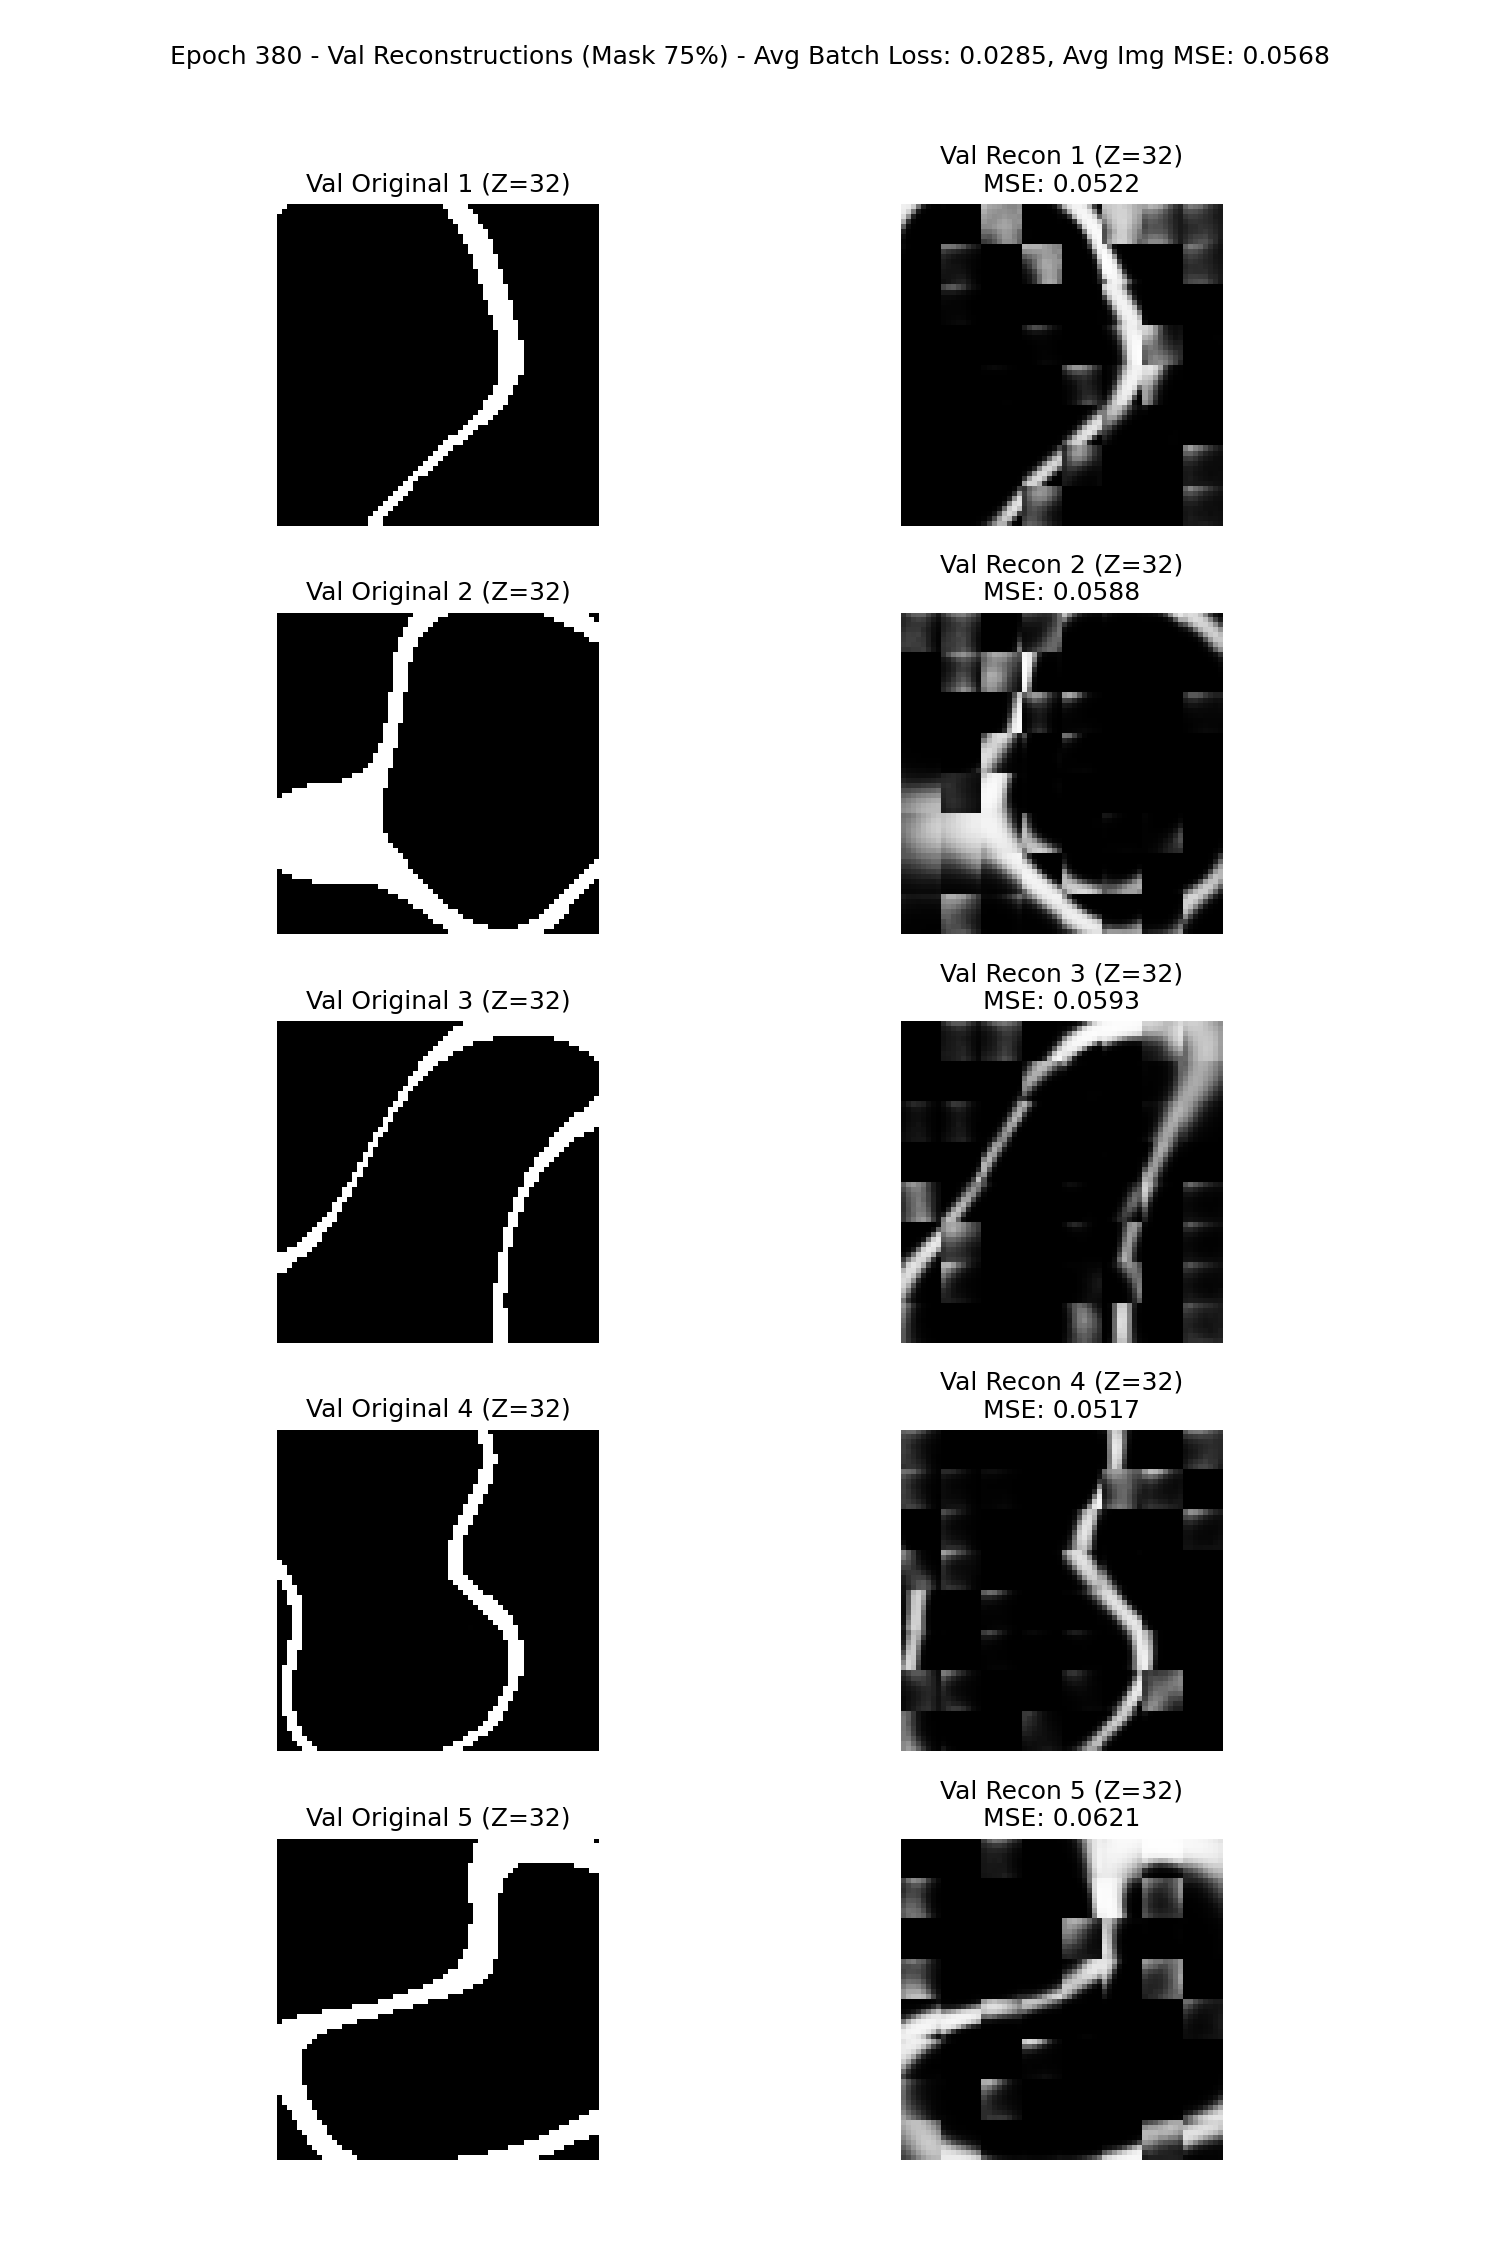 Epoch 380 - Val Reconstructions (Mask 75%) - Avg Batch Loss: 0.0285, Avg Img MSE: 0.0568
Val Original 1 (Z=32)
Val Recon 1 (Z=32)
MSE: 0.0522
Val Original 2 (Z=32)
Val Recon 2 (Z=32)
MSE: 0.0588
Val Original 3 (Z=32)
Val Recon 3 (Z=32)
MSE: 0.0593
Val Original 4 (Z=32)
Val Recon 4 (Z=32)
MSE: 0.0517
Val Original 5 (Z=32)
Val Recon 5 (Z=32)
MSE: 0.0621